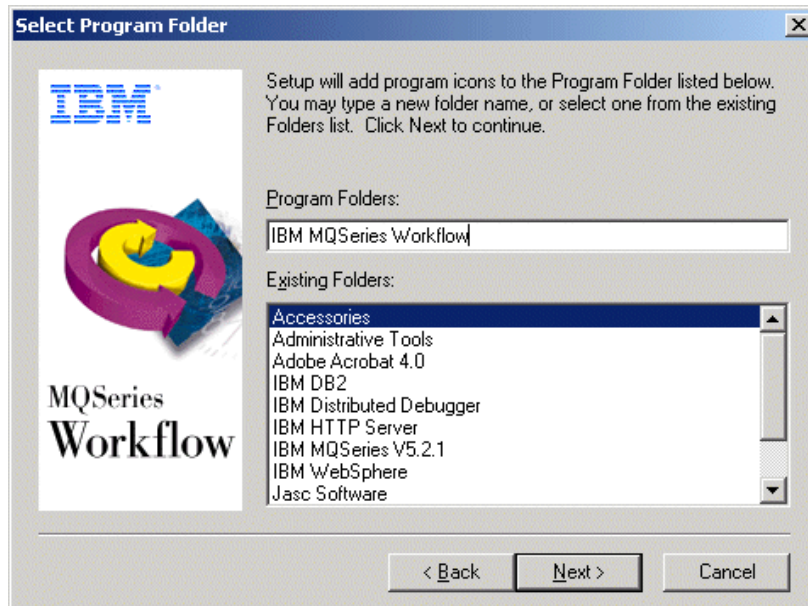 Select Program Folder
IBM
Setup will add program icons to the Program Folder listed below.
You may type a new folder name, or select one from the existing
Folders list.  Click Next to continue.
Program Folders:
IBM MQSeries Workflow
Existing Folders:
Accessories
Administrative Tools
Adobe Acrobat 4.0
IBM DB2
IBM Distributed Debugger
IBM HTTP Server
IBM MQSeries V5.2.1
IBM WebSphere
Jasc Software
MQSeries
Workflow
< Back
Next >
Cancel